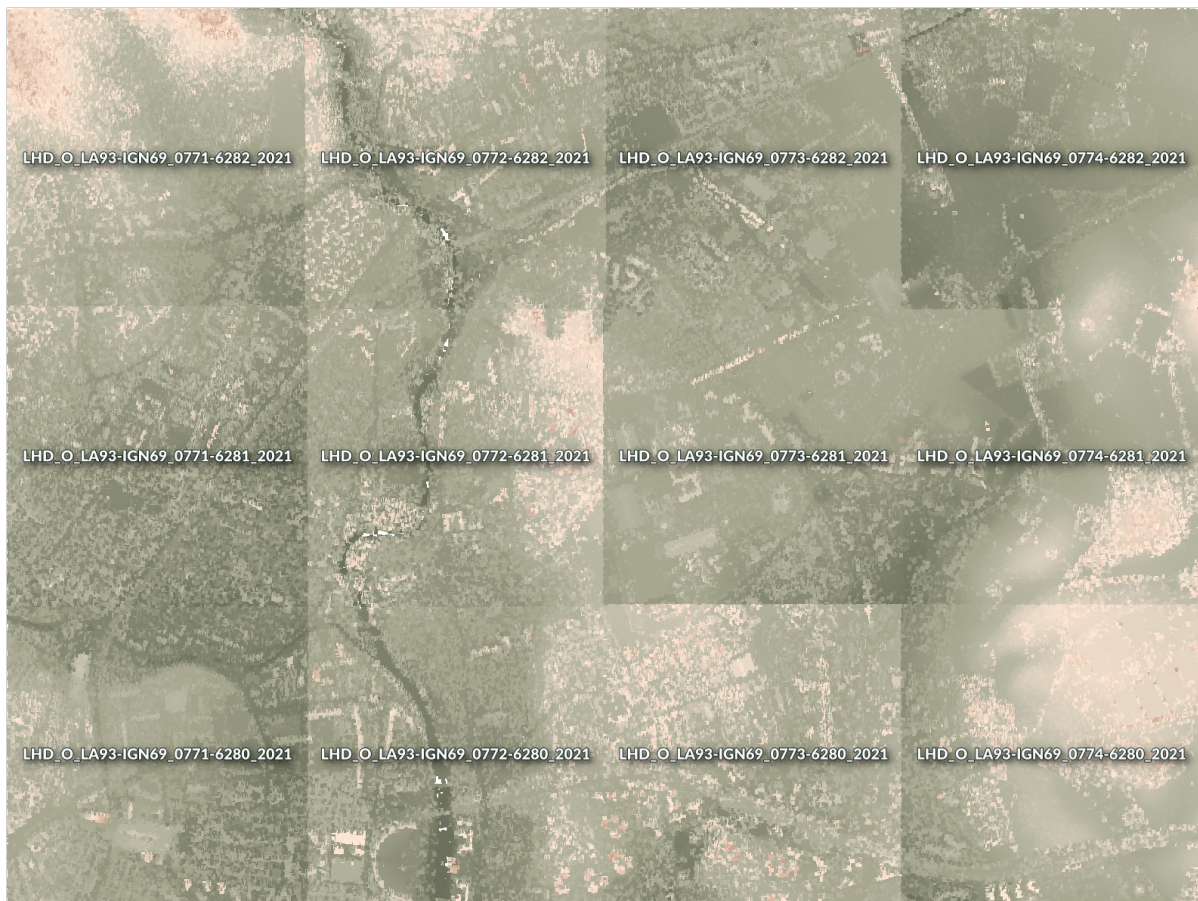 LHD_O_LA93-IGN69_0771-6282_2021
LHD_O_LA93-IGN69_0772-6282_2021
LHD_O_LA93-IGN69_0773-6282_2021
LHD_O_LA93-IGN69_0774-6282_2021
LHD_O_LA93-IGN69_0771-6281_2021
LHD_O_LA93-IGN69_0772-6281_2021
LHD_O_LA93-IGN69_0773-6281_2021
LHD_O_LA93-IGN69_0774-6281_2021
LHD_O_LA93-IGN69_0771-6280_2021
LHD_O_LA93-IGN69_0772-6280_2021
LHD_O_LA93-IGN69_0773-6280_2021
LHD_O_LA93-IGN69_0774-6280_2021